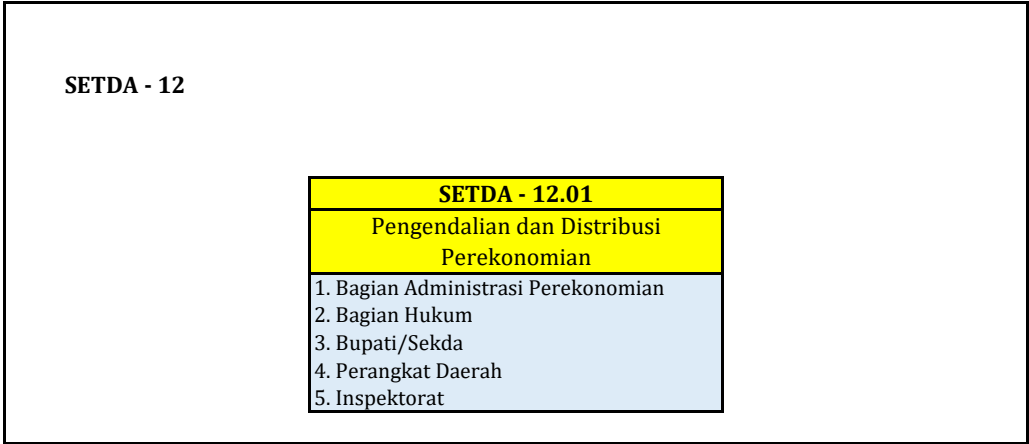 SETDA - 12
SETDA - 12.01
Pengendalian dan Distribusi
Perekonomian
1. Bagian Administrasi Perekonomian
2. Bagian Hukum
3. Bupati/Sekda
4. Perangkat Daerah
5. Inspektorat